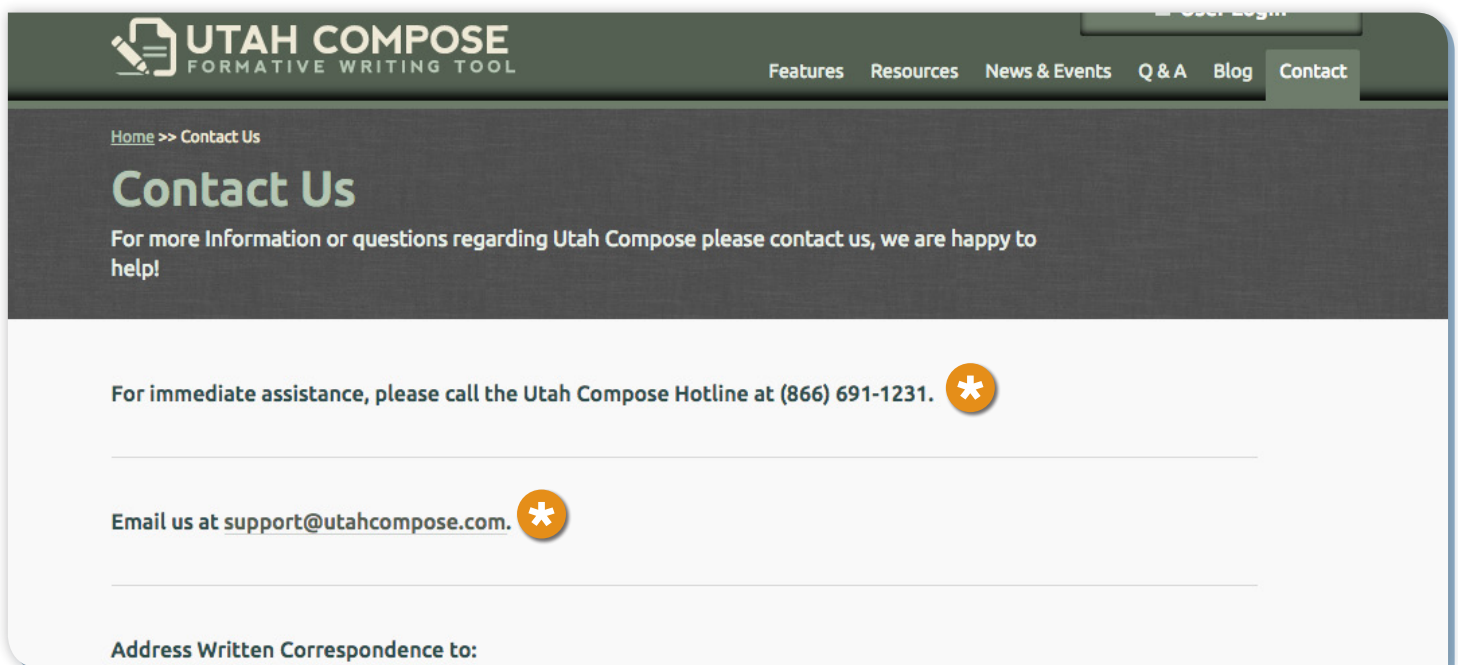 User Login
UTAH COMPOSE
FORMATIVE WRITING TOOL
Features Resources News & Events Q & A Blog Contact
Home >> Contact Us
Contact Us
For more Information or questions regarding Utah Compose please contact us, we are happy to
help!
For immediate assistance, please call the Utah Compose Hotline at (866) 691-1231. *
Email us at support@utahcompose.com. *
Address Written Correspondence to: